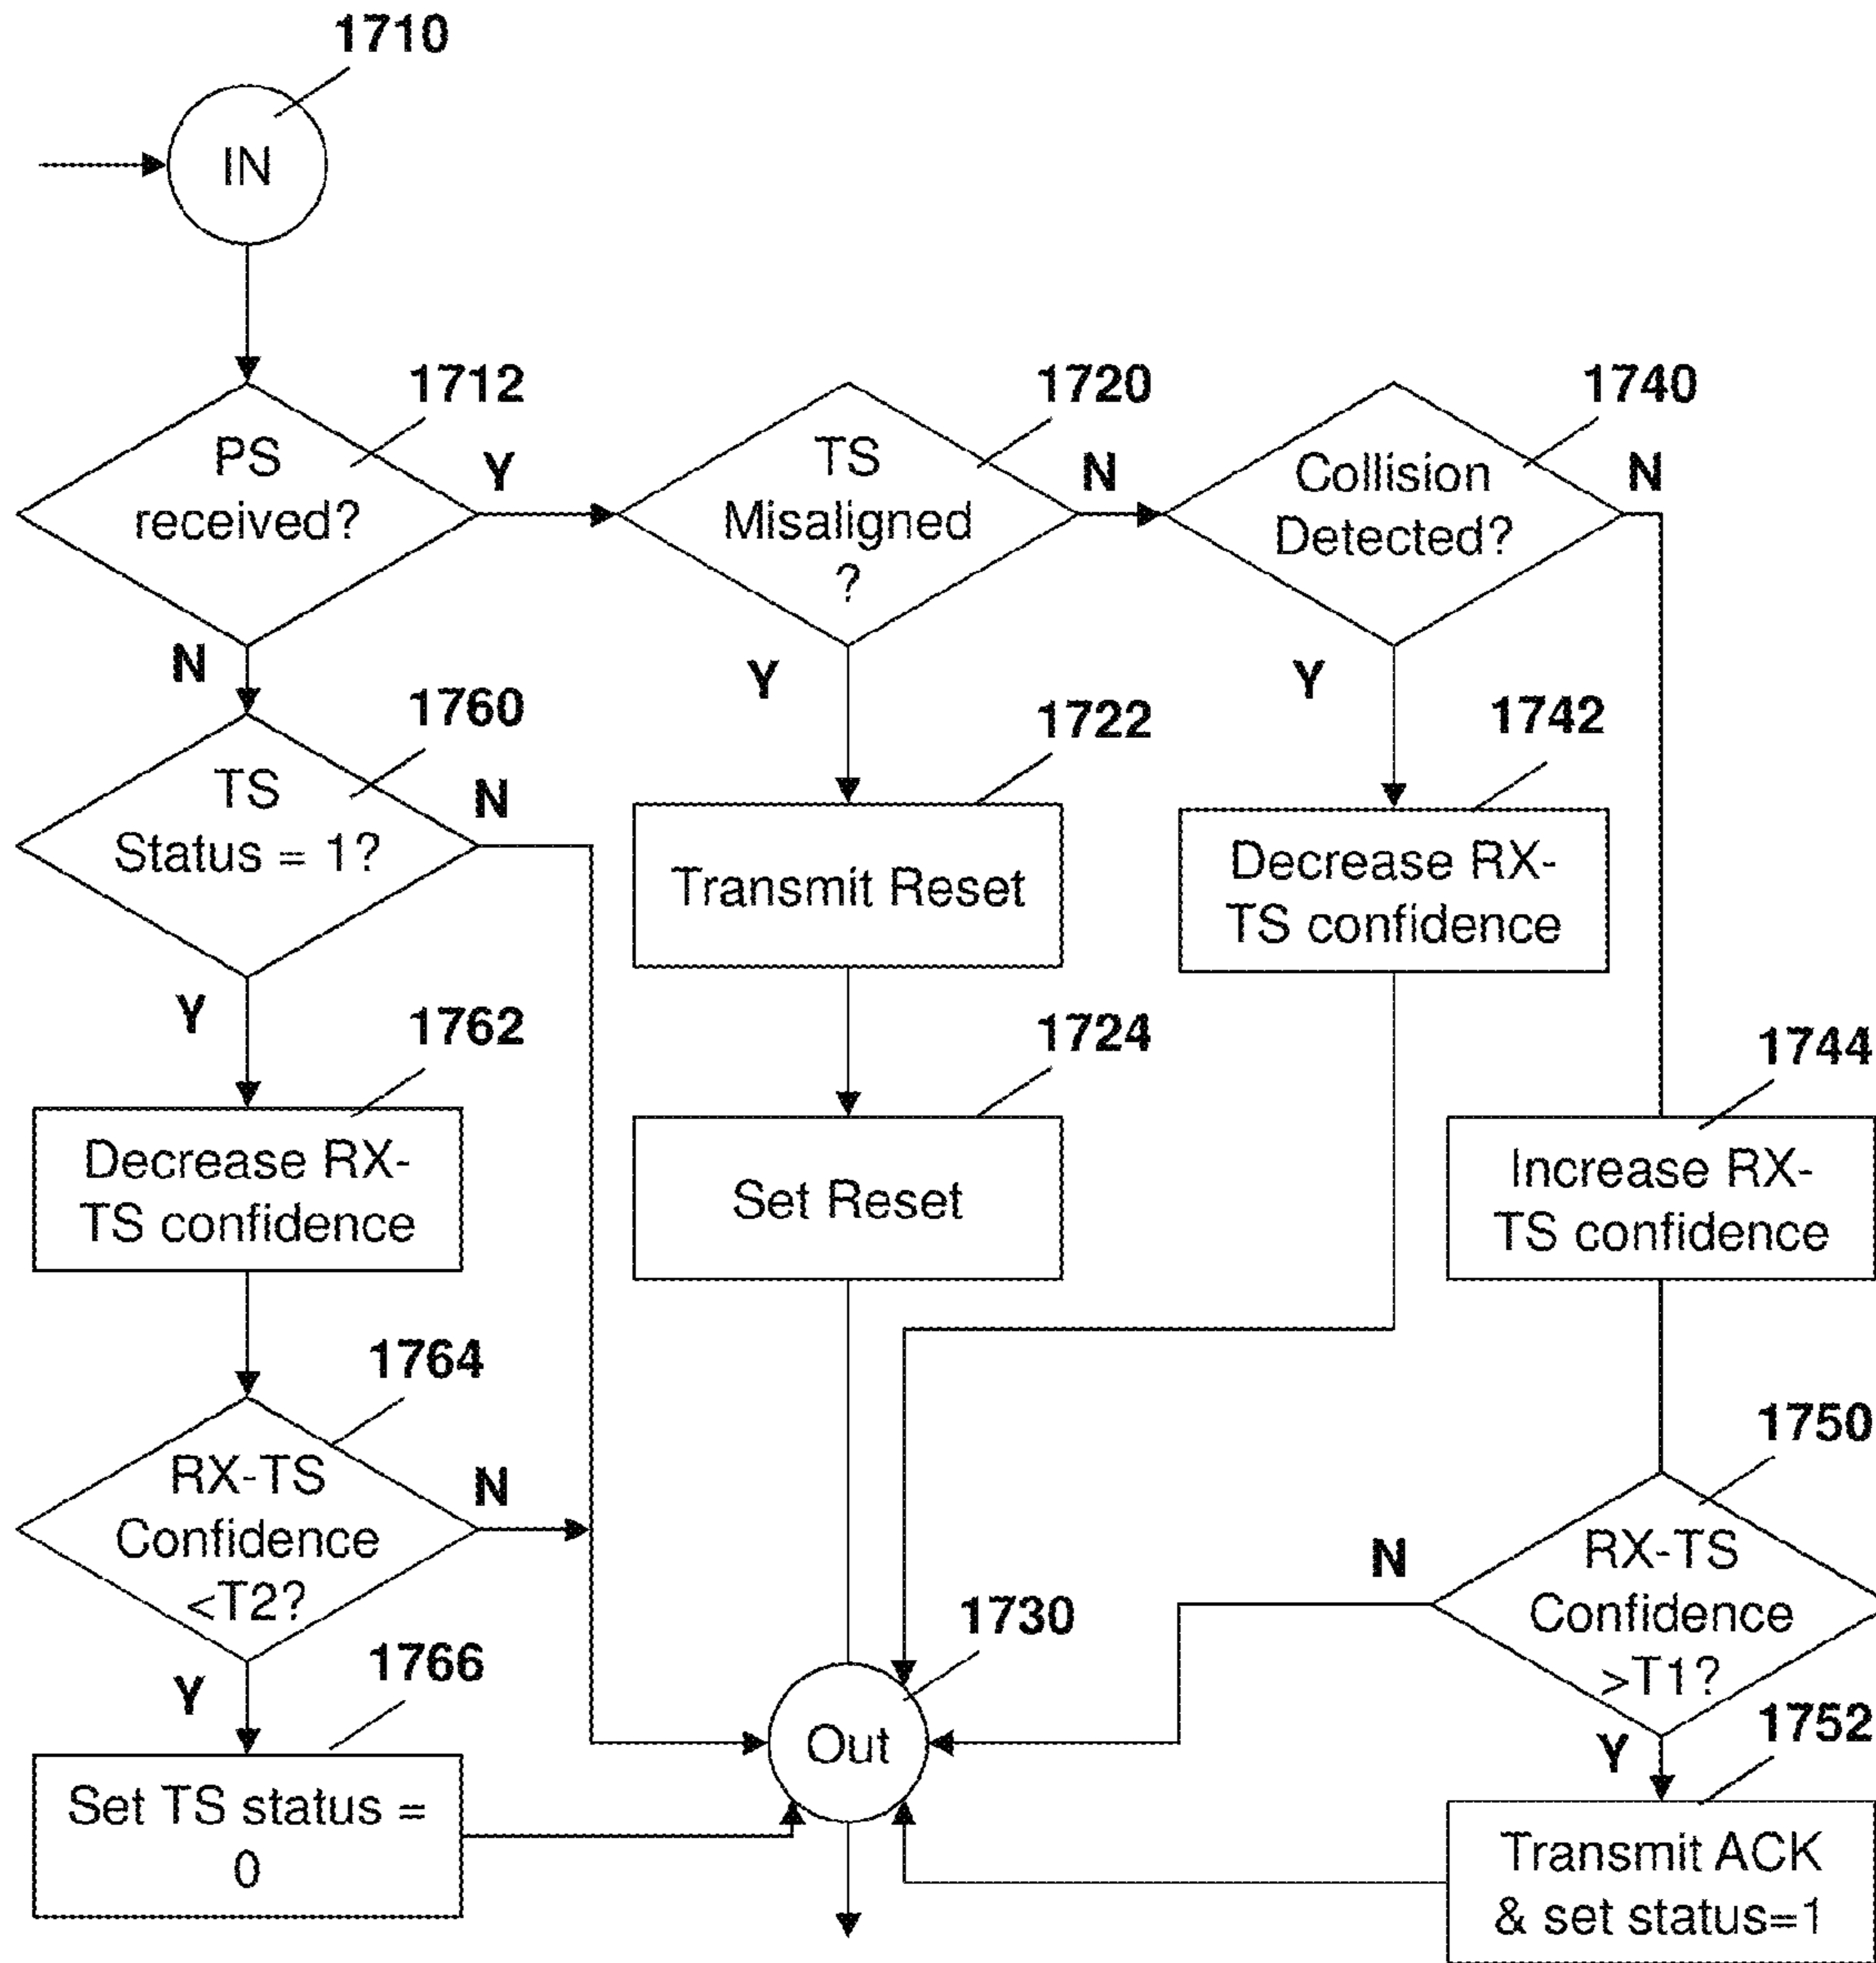 1710
IN
1712
1720
1740
PS
received?
Y
TS
Misaligned
?
N
Collision
Detected?
N
N
Y
Y
1760
1722
1742
TS
Status = 1?
N
Transmit Reset
Decrease RX-
TS confidence
Y
1762
1724
1744
Decrease RX-
TS confidence
Set Reset
Increase RX-
TS confidence
1764
1750
RX-TS
Confidence
<T2?
N
N
RX-TS
Confidence
>T1?
1730
Y
1766
Y
1752
Out
Set TS status =
0
Transmit ACK
& set status=1